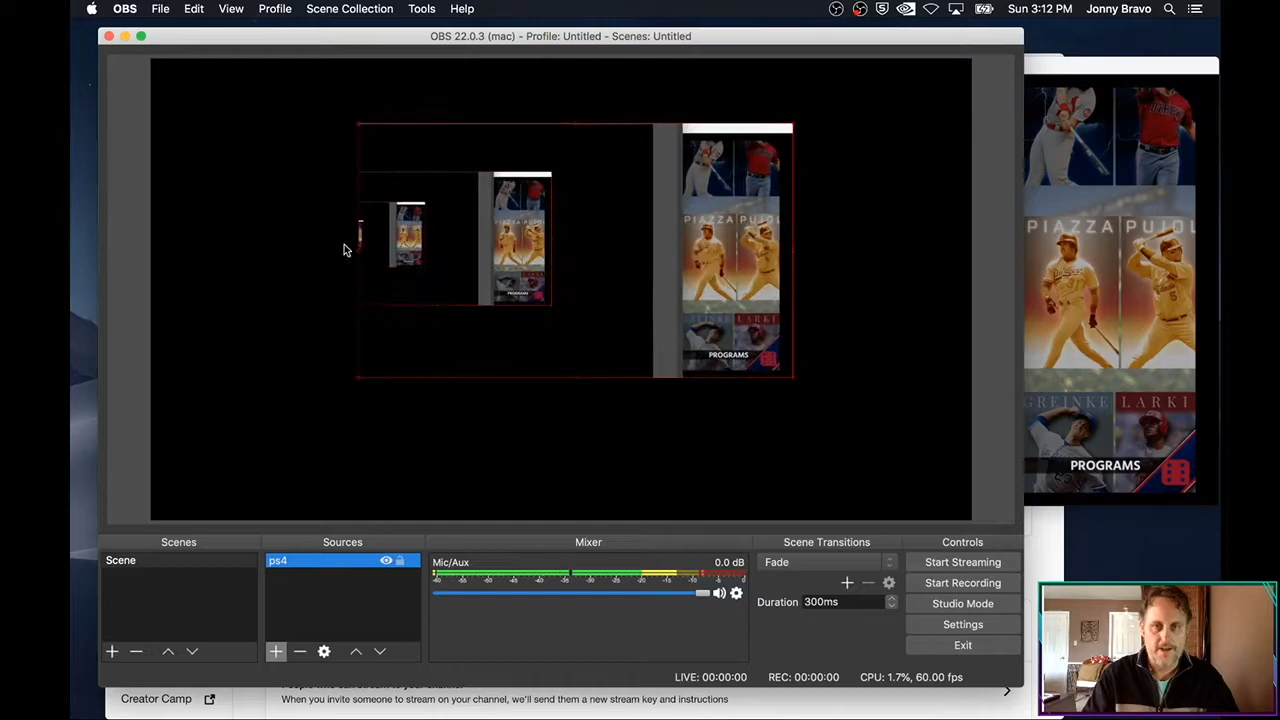 OBS File Edit View Profile Scene Collection Tools Help Sun 3:12 PM Jonny Bravo
OBS 22.0.3 (mac) - Profile: Untitled - Scenes: Untitled
PIAZZA PUJOL
GREINKE LARKI
PROGRAMS
PIAZZA PUJOL
GREINKE LARKI
PROGRAMS
PROGRAMS
Scenes Sources Mixer Scene Transitions Controls
Scene
ps4
Mic/Aux 0.0 dB
Fade
Duration 300ms
Start Streaming
Start Recording
Studio Mode
Settings
Exit
LIVE: 00:00:00 REC: 00:00:00 CPU: 1.7%, 60.00 fps
Creator Camp
When you invite someone to stream on your channel, we'll send them a new stream key and instructions